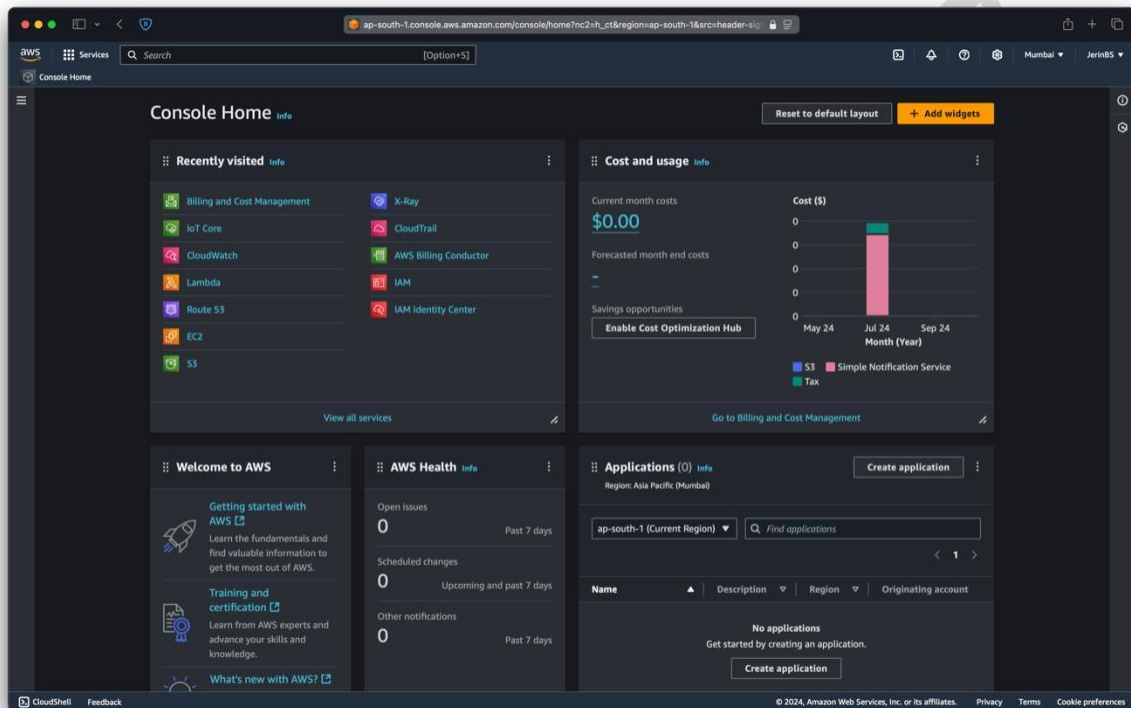 ap-south-1.console.aws.amazon.com/console/home?nc2=h_ct&region=ap-south-1&src=header-sig
aws
Services
Search
[Option+S]
Mumbai
JerinBS
Console Home
Console Home Info
Reset to default layout
+ Add widgets
Recently visited Info
Billing and Cost Management
IoT Core
CloudWatch
Lambda
Route 53
EC2
S3
X-Ray
CloudTrail
AWS Billing Conductor
IAM
IAM Identity Center
View all services
Cost and usage Info
Current month costs
$0.00
Forecasted month end costs
-
Savings opportunities
Enable Cost Optimization Hub
Cost ($)
0
0
0
0
0
May 24 Jul 24 Sep 24
Month (Year)
S3 Simple Notification Service
Tax
Go to Billing and Cost Management
Welcome to AWS
Getting started with
AWS
Learn the fundamentals and
find valuable information to
get the most out of AWS.
Training and
certification
Learn from AWS experts and
advance your skills and
knowledge.
What's new with AWS?
AWS Health Info
Open issues
0 Past 7 days
Scheduled changes
0 Upcoming and past 7 days
Other notifications
0 Past 7 days
Applications (0) Info
Region: Asia Pacific (Mumbai)
Create application
ap-south-1 (Current Region)
Find applications
1
Name Description Region Originating account
No applications
Get started by creating an application.
Create application
CloudShell Feedback
© 2024, Amazon Web Services, Inc. or its affiliates. Privacy Terms Cookie preferences